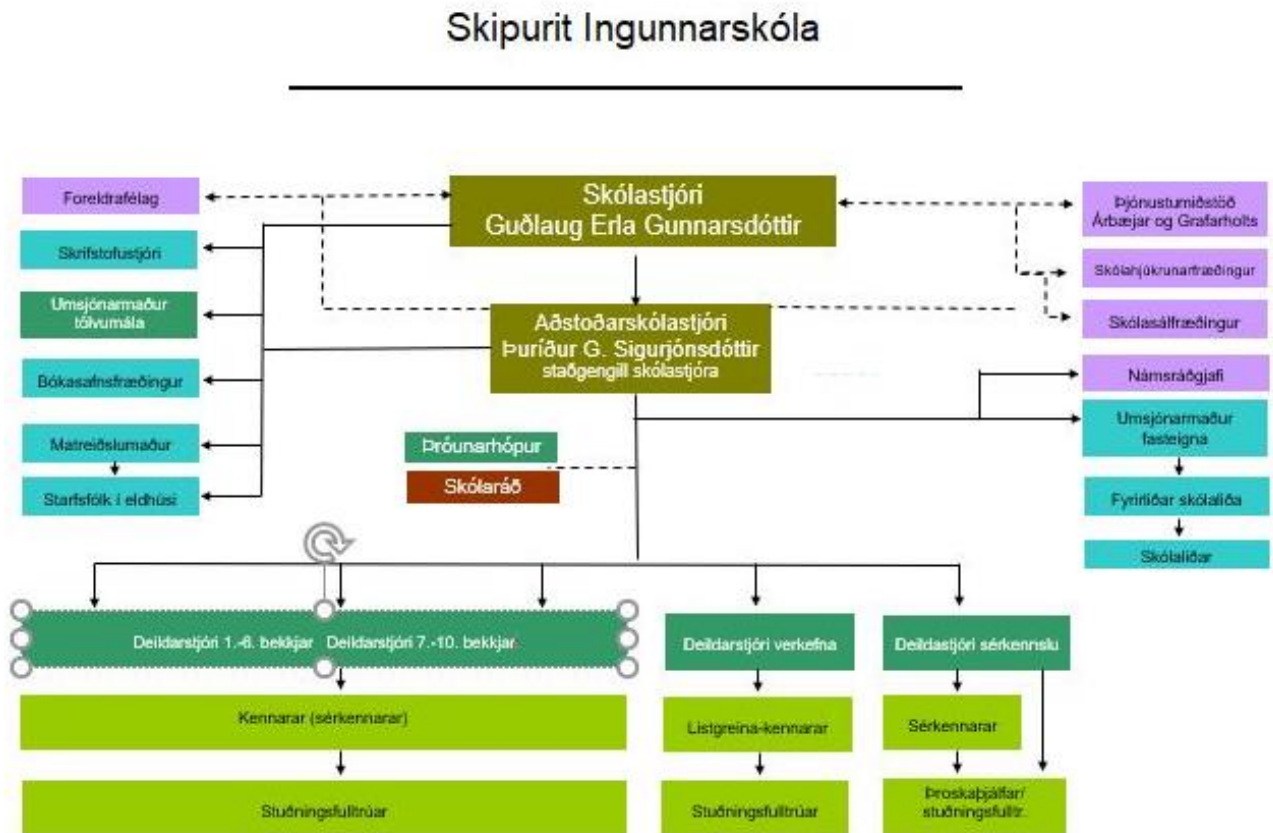 Skipurit Ingunnarskóla
Foreldrafélag
Skrifstofustjóri
Umsjónarmaður
tölvumála
Bókasafnsfræðingur
Matreiðslumaður
Starfsfólk í eldhúsi
Skólastjóri
Guðlaug Erla Gunnarsdóttir
Aðstoðarskólastjóri
Þuríður G. Sigurjónsdóttir
staðgengill skólastjóra
Þróunarhópur
Skólaráð
Þjónustumiðstöð
Árbæjar og Grafarholts
Skólahjúkrunarfræðingur
Skólasálfræðingur
Námsráðgjafi
Umsjónarmaður
fasteigna
Fyrirliðar skólaliða
Skólaliðar
Deildarstjóri 1.-6. bekkjar Deildarstjóri 7.-10. bekkjar
Deildarstjóri verkefna
Deildastjóri sérkennslu
Kennarar (sérkennarar)
Listgreina-kennarar
Sérkennarar
Stuðningsfulltrúar
Stuðningsfulltrúar
Þroskaþjálfar/
stuðningsfulltr.